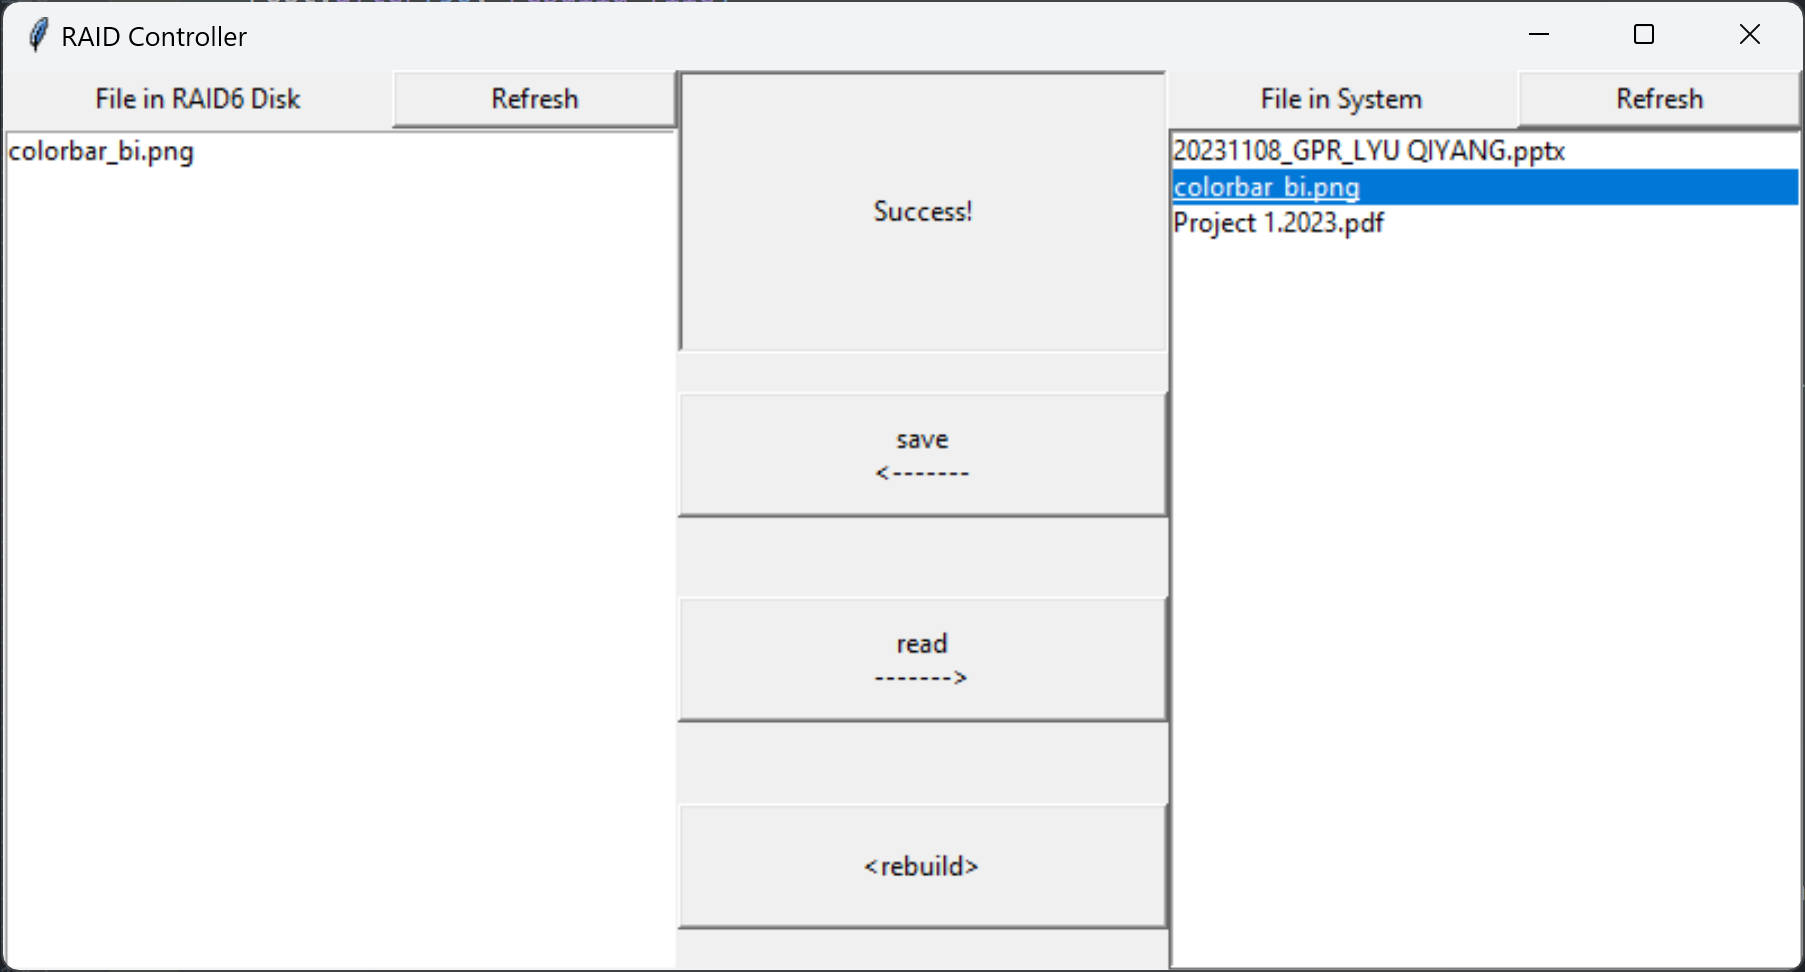 RAID Controller
File in RAID6 Disk
Refresh
colorbar_bi.png
Success!
save
<-------
read
------->
<rebuild>
File in System
Refresh
20231108_GPR_LYU QIYANG.pptx
colorbar_bi.png
Project 1.2023.pdf